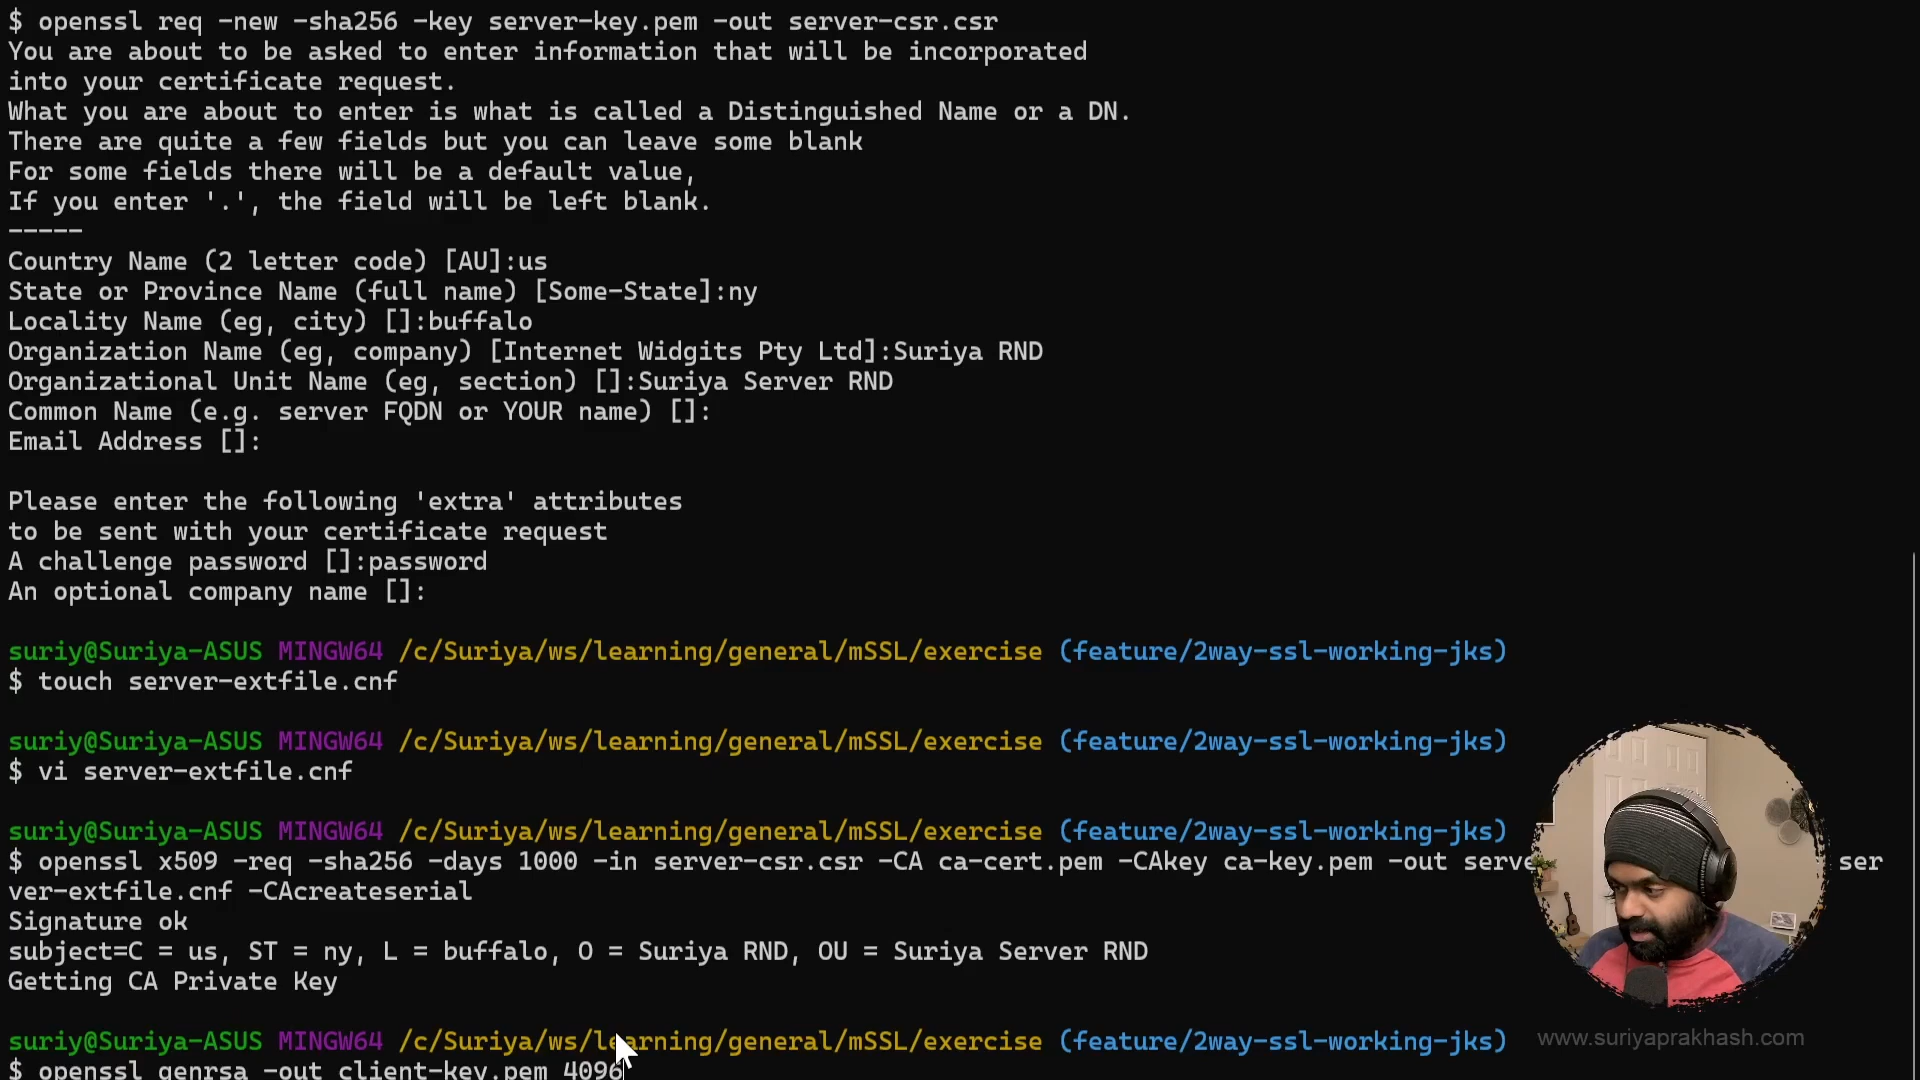 $ openssl req -new -sha256 -key server-key.pem -out server-csr.csr
You are about to be asked to enter information that will be incorporated
into your certificate request.
What you are about to enter is what is called a Distinguished Name or a DN.
There are quite a few fields but you can leave some blank
For some fields there will be a default value,
If you enter '.', the field will be left blank.
-----
Country Name (2 letter code) [AU]:us
State or Province Name (full name) [Some-State]:ny
Locality Name (eg, city) []:buffalo
Organization Name (eg, company) [Internet Widgits Pty Ltd]:Suriya RND
Organizational Unit Name (eg, section) []:Suriya Server RND
Common Name (e.g. server FQDN or YOUR name) []:
Email Address []:
Please enter the following 'extra' attributes
to be sent with your certificate request
A challenge password []:password
An optional company name []:
suriy@Suriya-ASUS MINGW64 /c/Suriya/ws/learning/general/mSSL/exercise (feature/2way-ssl-working-jks)
$ touch server-extfile.cnf
suriy@Suriya-ASUS MINGW64 /c/Suriya/ws/learning/general/mSSL/exercise (feature/2way-ssl-working-jks)
$ vi server-extfile.cnf
suriy@Suriya-ASUS MINGW64 /c/Suriya/ws/learning/general/mSSL/exercise (feature/2way-ssl-working-jks)
$ openssl x509 -req -sha256 -days 1000 -in server-csr.csr -CA ca-cert.pem -CAkey ca-key.pem -out serve ser
ver-extfile.cnf -CAcreateserial
Signature ok
subject=C = us, ST = ny, L = buffalo, O = Suriya RND, OU = Suriya Server RND
Getting CA Private Key
suriy@Suriya-ASUS MINGW64 /c/Suriya/ws/learning/general/mSSL/exercise (feature/2way-ssl-working-jks)
www.suriyaprakhash.com
$ openssl genrsa -out client-key.pem 4096